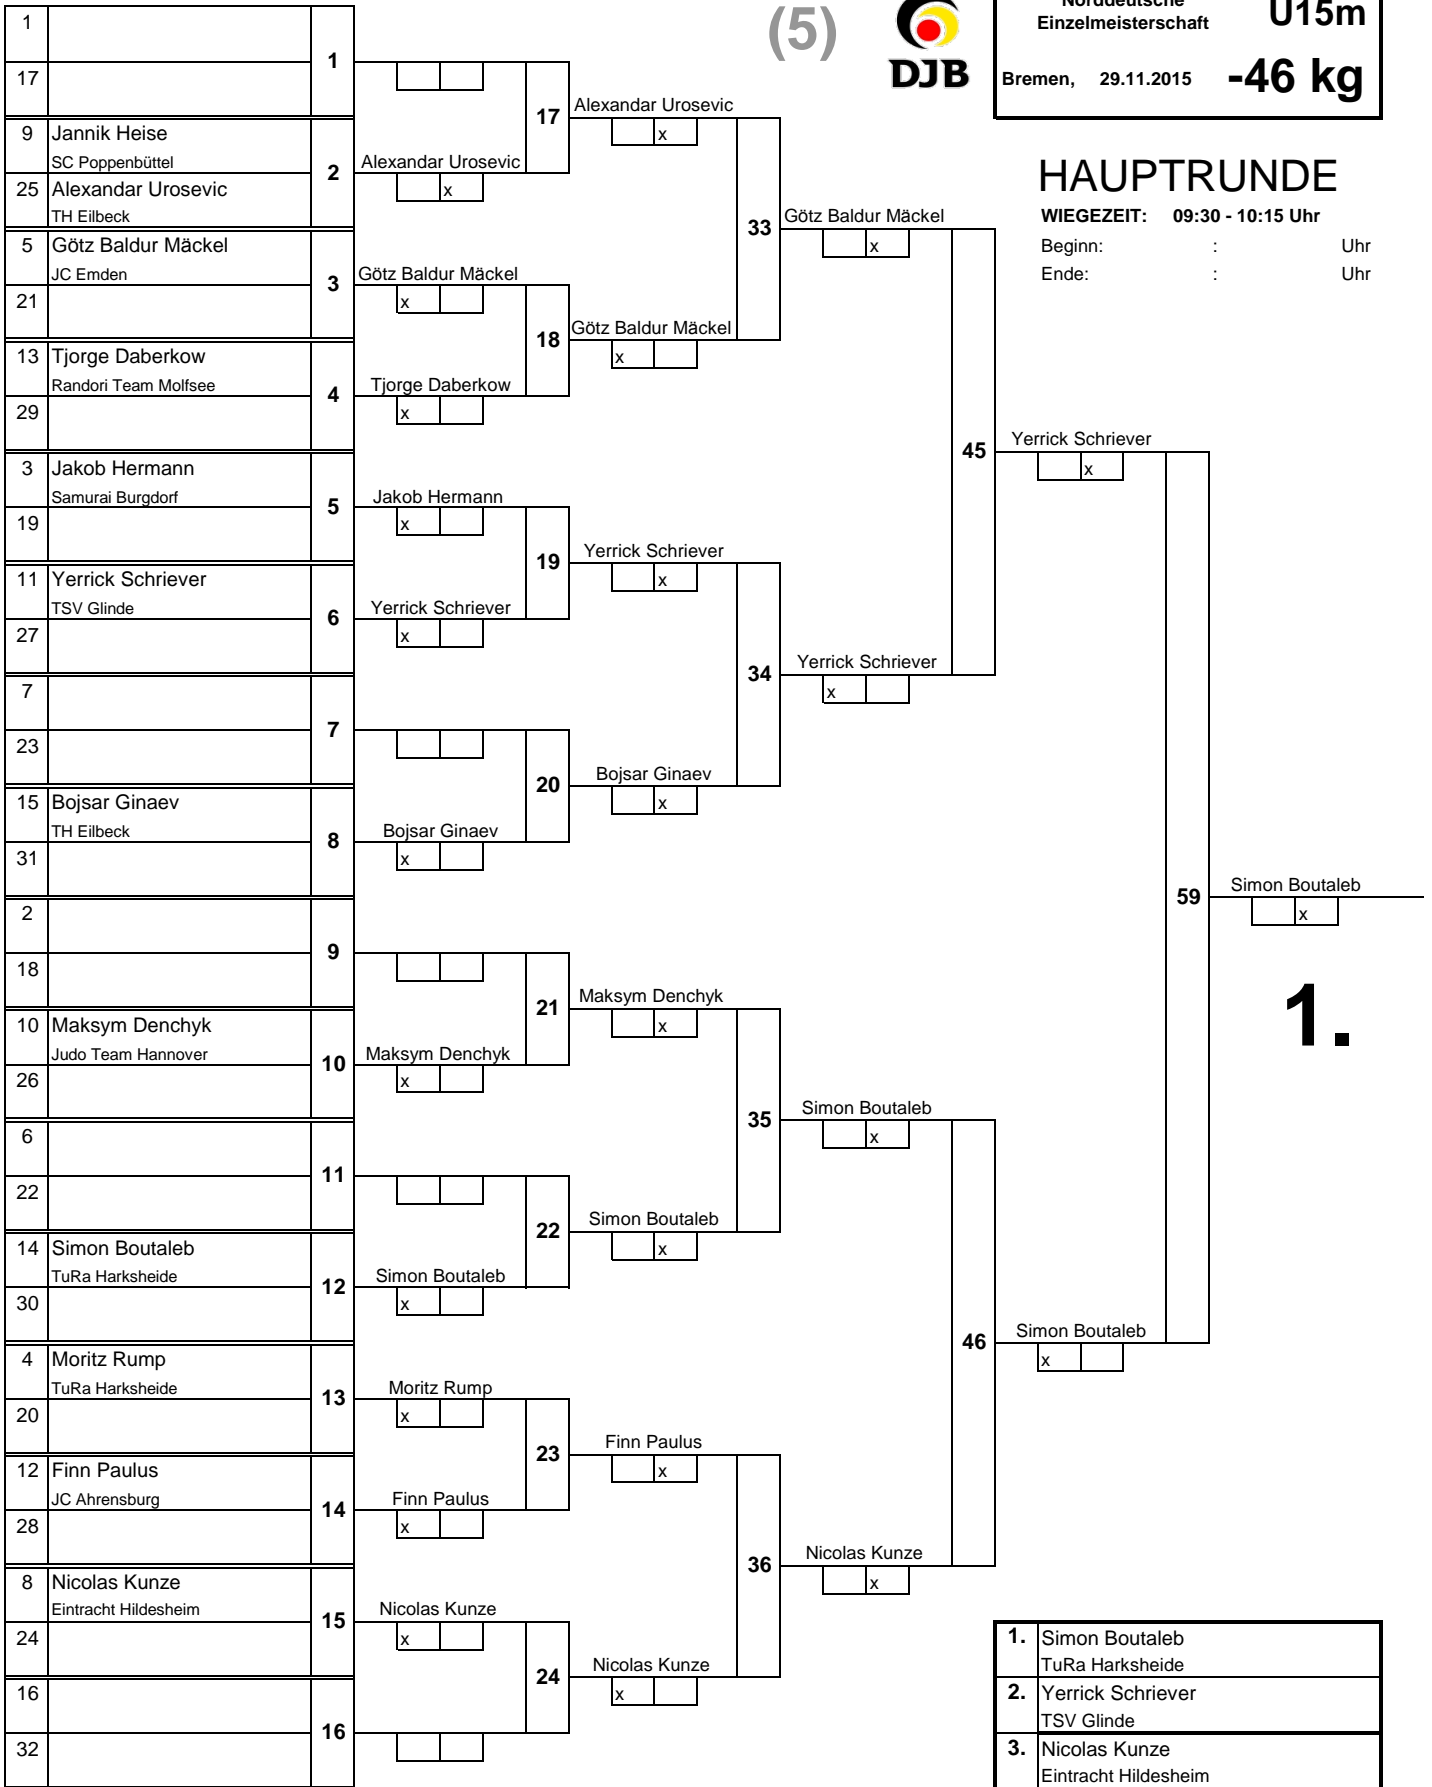 (5)
DJB
Norddeutsche
Einzelmeisterschaft
U15m
Bremen, 29.11.2015
-46 kg
HAUPTRUNDE
WIEGEZEIT: 09:30 - 10:15 Uhr
Beginn: : Uhr
Ende: : Uhr
1
17
1
9 Jannik Heise
SC Poppenbüttel
25 Alexandar Urosevic
TH Eilbeck
2
5 Götz Baldur Mäckel
JC Emden
21
3
13 Tjorge Daberkow
Randori Team Molfsee
29
4
3 Jakob Hermann
Samurai Burgdorf
19
5
11 Yerrick Schriever
TSV Glinde
27
6
7
23
7
15 Bojsar Ginaev
TH Eilbeck
31
8
2
18
9
10 Maksym Denchyk
Judo Team Hannover
26
10
6
22
11
14 Simon Boutaleb
TuRa Harksheide
30
12
4 Moritz Rump
TuRa Harksheide
20
13
12 Finn Paulus
JC Ahrensburg
28
14
8 Nicolas Kunze
Eintracht Hildesheim
24
15
16
32
16
Alexandar Urosevic
x
17
Götz Baldur Mäckel
x
Tjorge Daberkow
x
18
Jakob Hermann
x
Yerrick Schriever
x
19
Bojsar Ginaev
x
20
Maksym Denchyk
x
21
Simon Boutaleb
x
22
Moritz Rump
x
Finn Paulus
x
23
Nicolas Kunze
x
24
Alexandar Urosevic
x
Götz Baldur Mäckel
x
33
Yerrick Schriever
x
Bojsar Ginaev
x
34
Maksym Denchyk
x
Simon Boutaleb
x
35
Finn Paulus
x
Nicolas Kunze
x
36
Götz Baldur Mäckel
x
Yerrick Schriever
x
45
Simon Boutaleb
x
Nicolas Kunze
x
46
Yerrick Schriever
x
Simon Boutaleb
x
59
Simon Boutaleb
x
1.
1. Simon Boutaleb
TuRa Harksheide
2. Yerrick Schriever
TSV Glinde
3. Nicolas Kunze
Eintracht Hildesheim